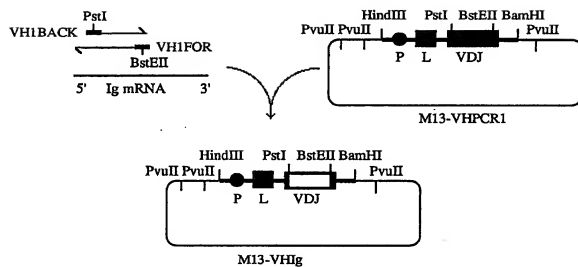 PstI
VH1BACK
VH1FOR
BstEII
5' Ig mRNA 3'
HindIII PstI BstEII BamHI
PvuII PvuII PvuII
P L VDJ
M13-VHPCR1
HindIII PstI BstEII BamHI
PvuII PvuII PvuII
P L VDJ
M13-VHIg